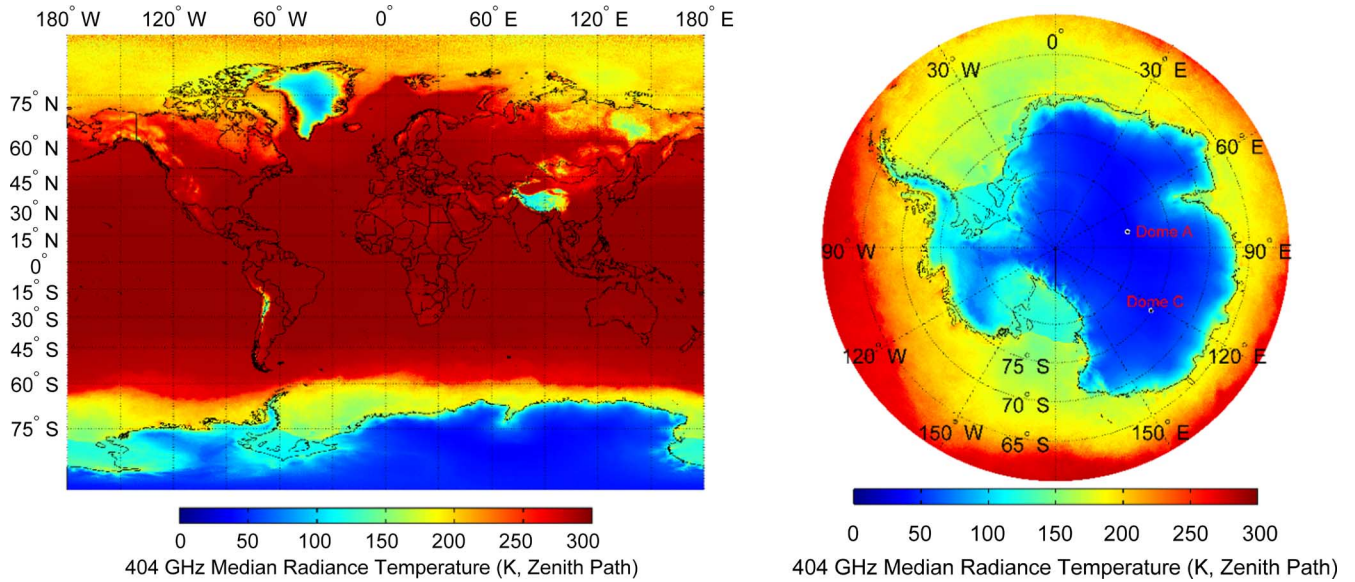 180° W 120° W 60° W 0° 60° E 120° E 180° E
75° N
60° N
45° N
30° N
15° N
0°
15° S
30° S
45° S
60° S
75° S
0 50 100 150 200 250 300
404 GHz Median Radiance Temperature (K, Zenith Path)
0°
30° W
30° E
60° E
Dome A
90° W
90° E
Dome C
120° W
120° E
75° S
70° S
150° W
150° E
65° S
0 50 100 150 200 250 300
404 GHz Median Radiance Temperature (K, Zenith Path)